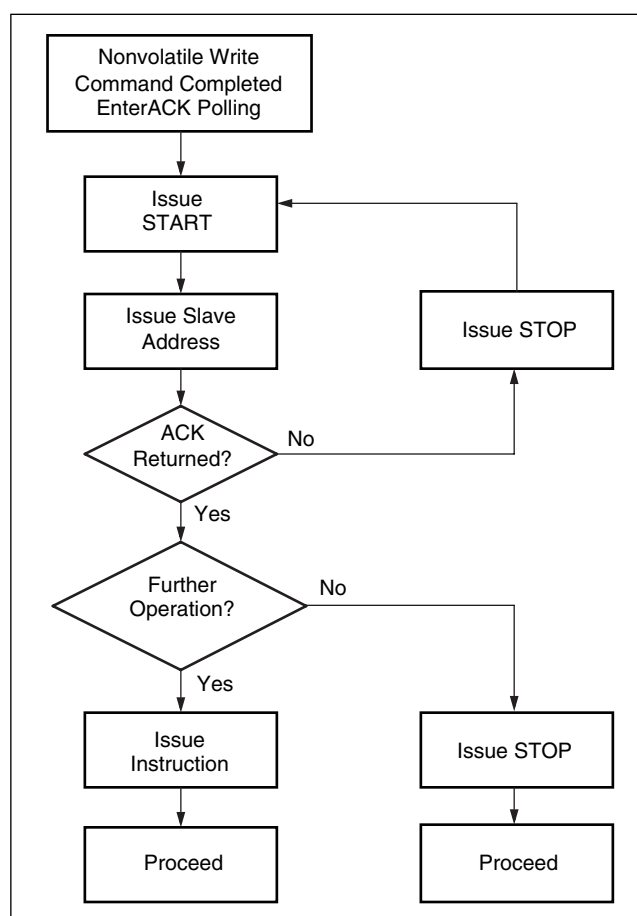 Nonvolatile Write
Command Completed
EnterACK Polling
Issue
START
Issue Slave
Address
Issue STOP
ACK
Returned?
No
Yes
Further
Operation?
No
Yes
Issue
Instruction
Issue STOP
Proceed
Proceed